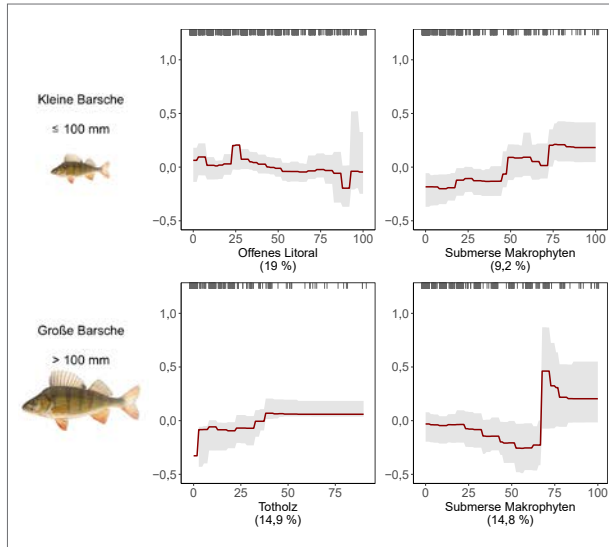 Kleine Barsche
≤ 100 mm
1,0
0,5
0,0
−0,5
0 25 50 75 100
Offenes Litoral
(19 %)
1,0
0,5
0,0
−0,5
0 25 50 75 100
Submerse Makrophyten
(9,2 %)
Große Barsche
> 100 mm
1,0
0,5
0,0
−0,5
0 25 50 75
Totholz
(14,9 %)
1,0
0,5
0,0
−0,5
0 25 50 75 100
Submerse Makrophyten
(14,8 %)